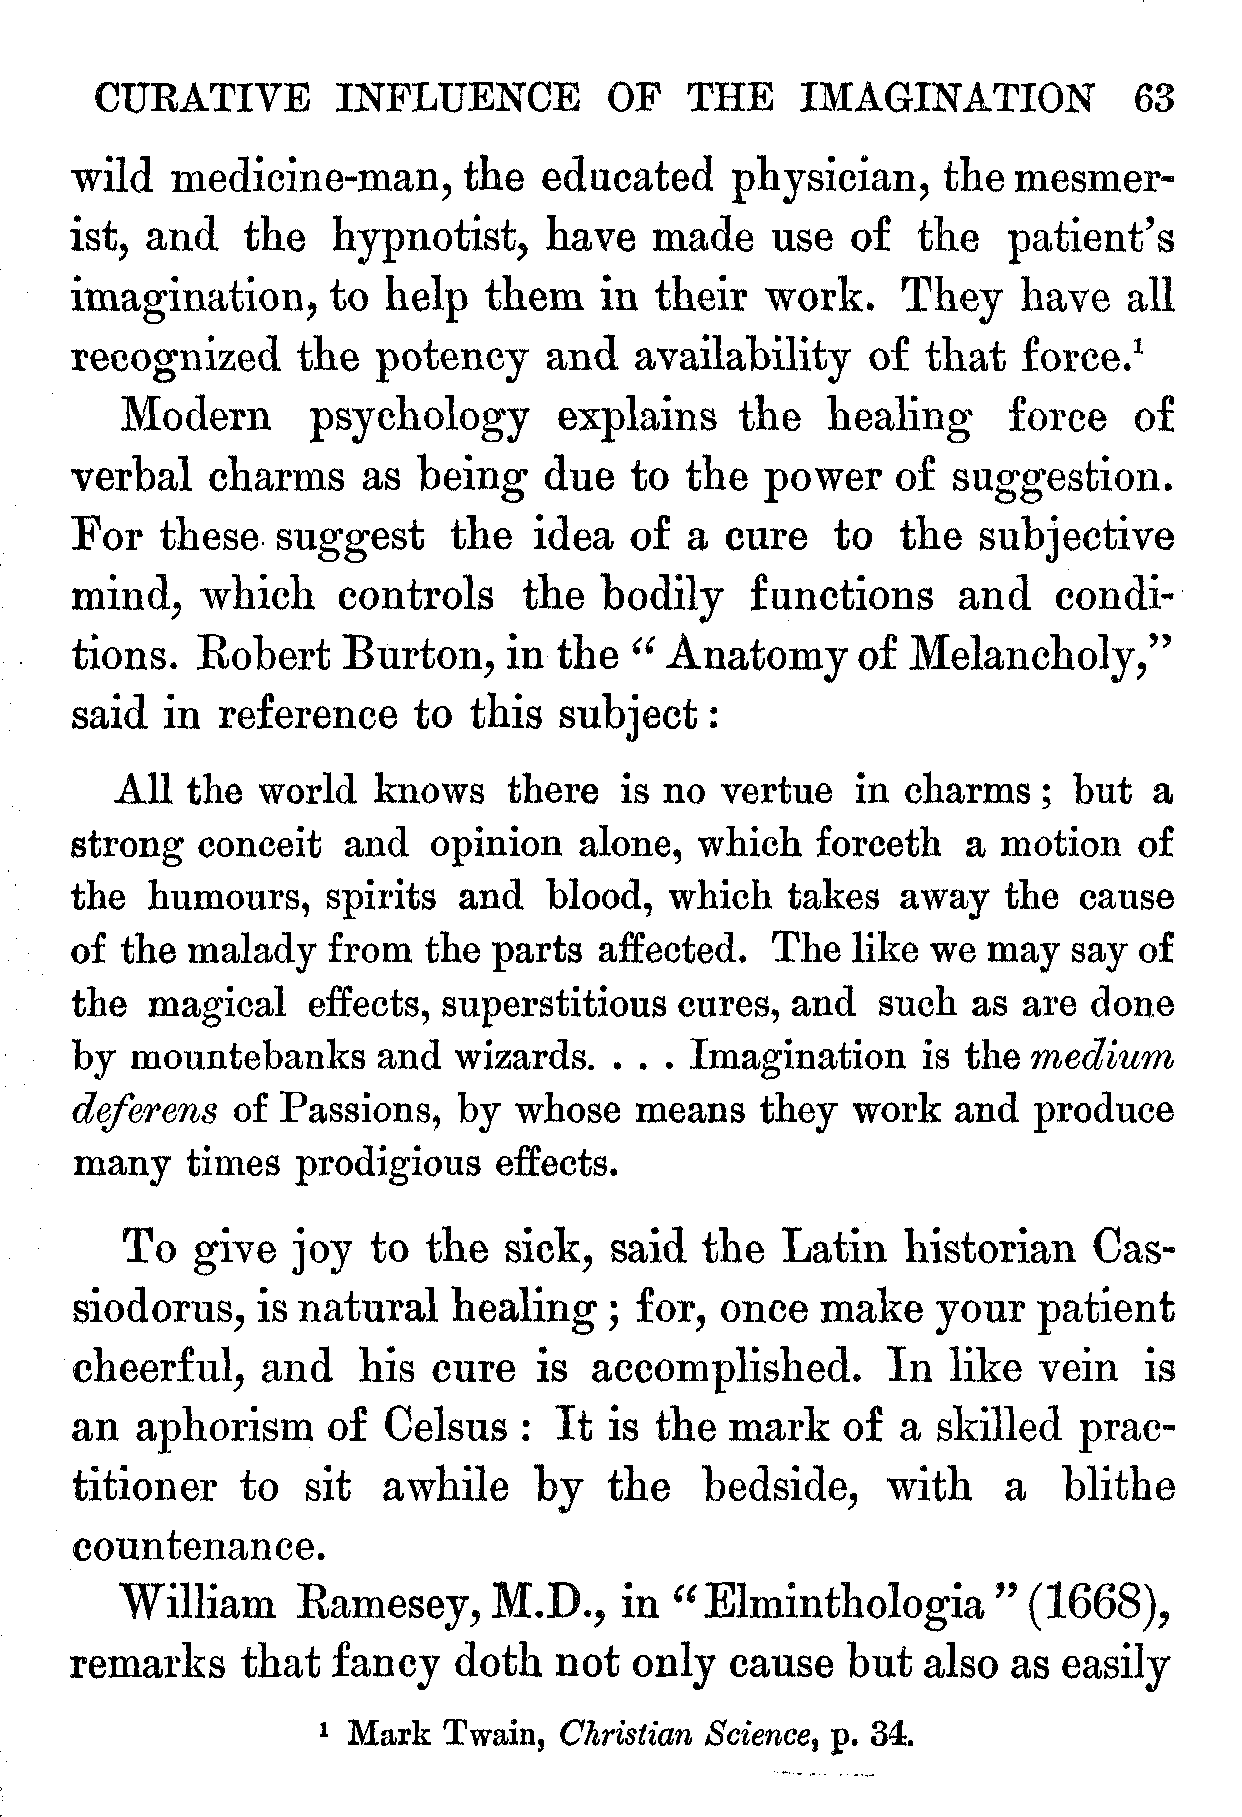 CURATIVE INFLUENCE OF THE IMAGINATION 63
wild medicine-man, the educated physician, the mesmer-
ist, and the hypnotist, have made use of the patient's
imagination, to help them in their work. They have all
recognized the potency and availability of that force.¹
Modern psychology explains the healing force of
verbal charms as being due to the power of suggestion.
For these suggest the idea of a cure to the subjective
mind, which controls the bodily functions and condi-
tions. Robert Burton, in the “ Anatomy of Melancholy,”
said in reference to this subject :
All the world knows there is no vertue in charms ; but a
strong conceit and opinion alone, which forceth a motion of
the humours, spirits and blood, which takes away the cause
of the malady from the parts affected. The like we may say of
the magical effects, superstitious cures, and such as are done
by mountebanks and wizards. . . . Imagination is the medium
deferens of Passions, by whose means they work and produce
many times prodigious effects.
To give joy to the sick, said the Latin historian Cas-
siodorus, is natural healing ; for, once make your patient
cheerful, and his cure is accomplished. In like vein is
an aphorism of Celsus : It is the mark of a skilled prac-
titioner to sit awhile by the bedside, with a blithe
countenance.
William Ramesey, M.D., in “Elminthologia ” (1668),
remarks that fancy doth not only cause but also as easily
¹ Mark Twain, Christian Science, p. 34.